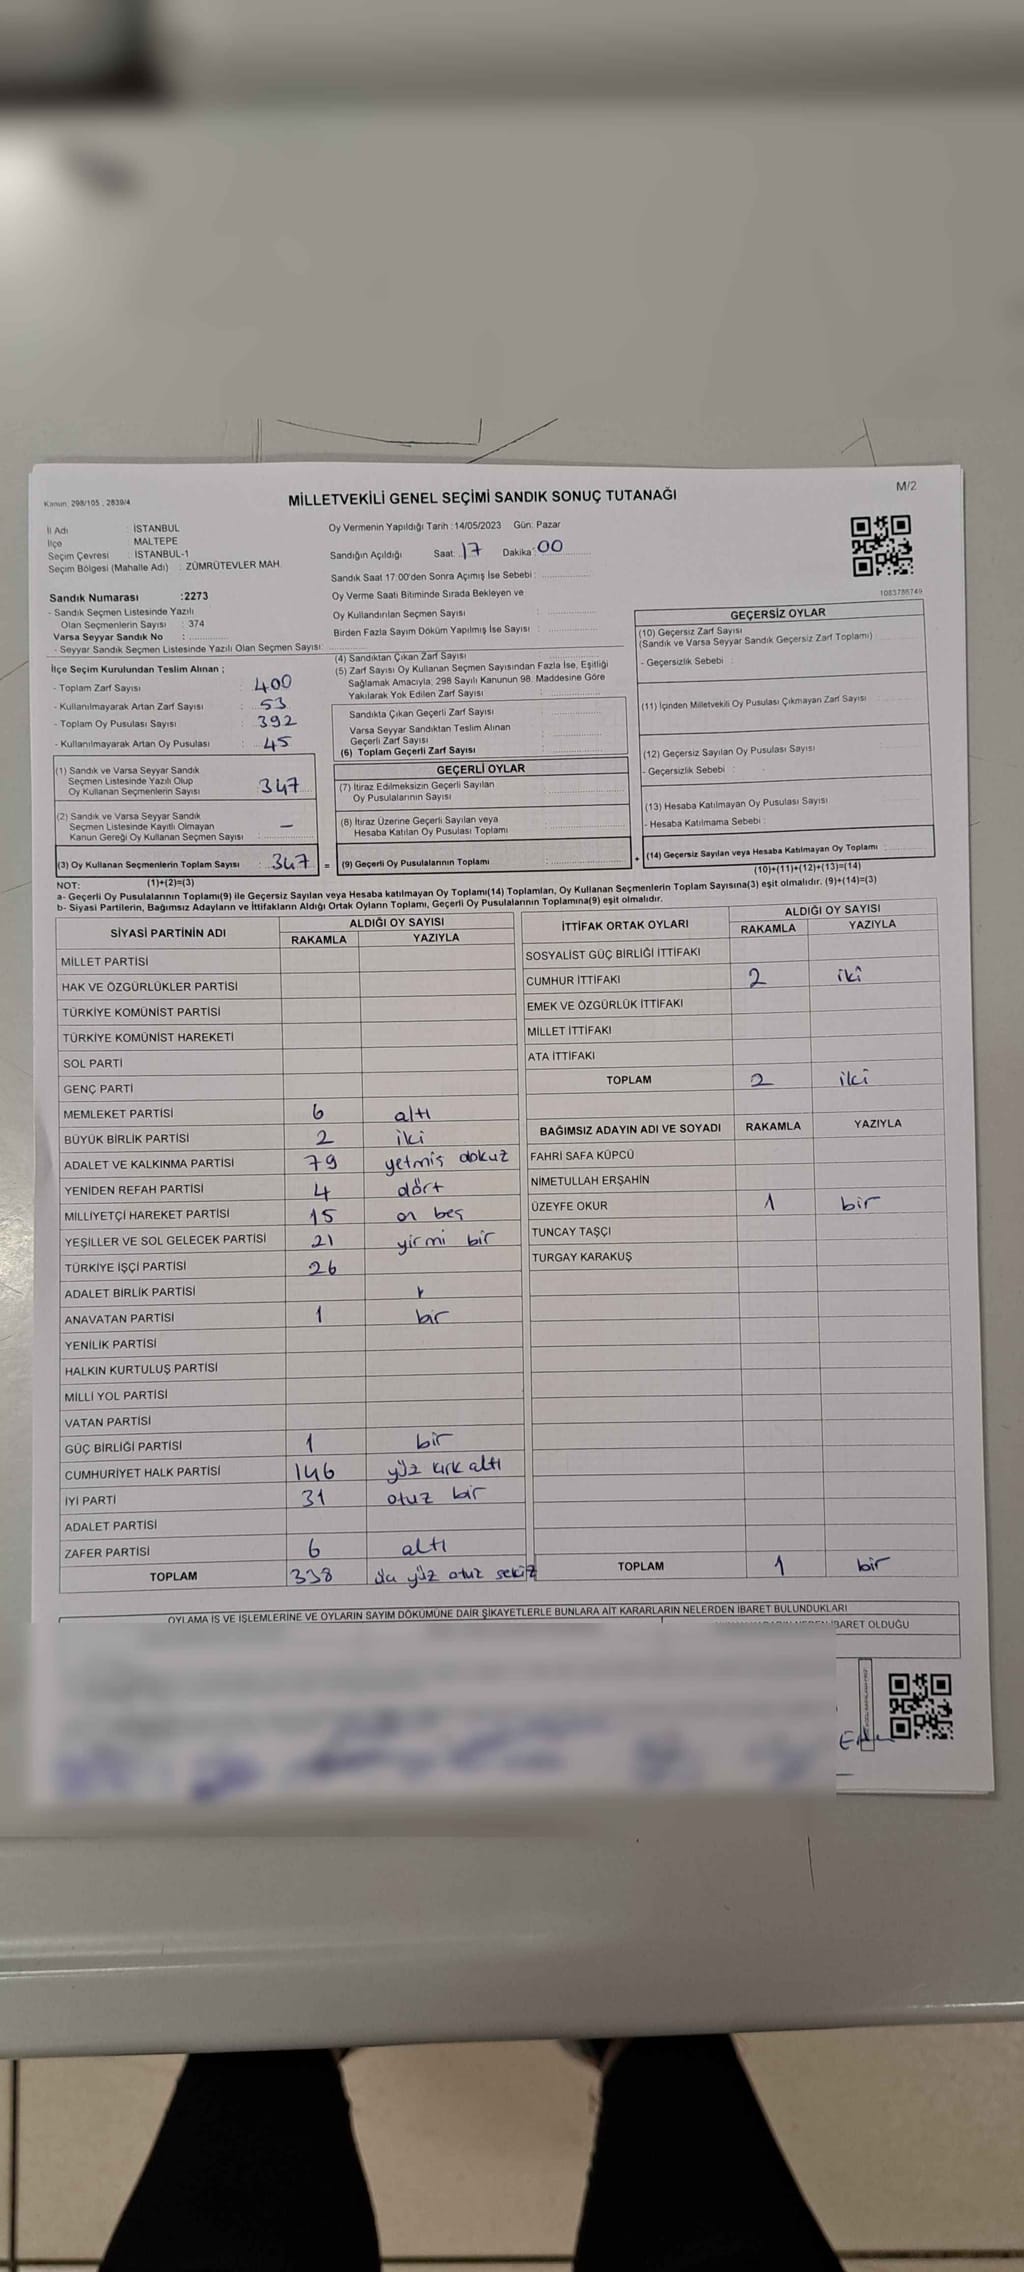 Kanun: 298/105 , 2839/4
MİLLETVEKİLİ GENEL SEÇİMİ SANDIK SONUÇ TUTANAĞI
M/2
İl Adı : İSTANBUL
İlçe : MALTEPE
Seçim Çevresi : İSTANBUL-1
Seçim Bölgesi (Mahalle Adı) : ZÜMRÜTEVLER MAH.
Sandık Numarası :2273
- Sandık Seçmen Listesinde Yazılı
Olan Seçmenlerin Sayısı : 374
Varsa Seyyar Sandık No :
- Seyyar Sandık Seçmen Listesinde Yazılı Olan Seçmen Sayısı:
Oy Vermenin Yapıldığı Tarih : 14/05/2023 Gün: Pazar
Sandığın Açıldığı Saat: 17 Dakika: 00
Sandık Saat 17:00'den Sonra Açımış İse Sebebi :
Oy Verme Saati Bitiminde Sırada Bekleyen ve
Oy Kullandırılan Seçmen Sayısı :
Birden Fazla Sayım Döküm Yapılmış İse Sayısı :
1083786749
İlçe Seçim Kurulundan Teslim Alınan ;
- Toplam Zarf Sayısı : 400
- Kullanılmayarak Artan Zarf Sayısı : 53
- Toplam Oy Pusulası Sayısı : 392
- Kullanılmayarak Artan Oy Pusulası : 45
(1) Sandık ve Varsa Seyyar Sandık
Seçmen Listesinde Yazılı Olup
Oy Kullanan Seçmenlerin Sayısı : 347
(2) Sandık ve Varsa Seyyar Sandık
Seçmen Listesinde Kayıtlı Olmayan
Kanun Gereği Oy Kullanan Seçmen Sayısı : –
(3) Oy Kullanan Seçmenlerin Toplam Sayısı : 347 =
(1)+(2)=(3)
(4) Sandıktan Çıkan Zarf Sayısı
(5) Zarf Sayısı Oy Kullanan Seçmen Sayısından Fazla İse, Eşitliği
Sağlamak Amacıyla, 298 Sayılı Kanunun 98. Maddesine Göre
Yakılarak Yok Edilen Zarf Sayısı :
Sandıkta Çıkan Geçerli Zarf Sayısı :
Varsa Seyyar Sandıktan Teslim Alınan
Geçerli Zarf Sayısı :
(6) Toplam Geçerli Zarf Sayısı :
GEÇERLİ OYLAR
(7) İtiraz Edilmeksizin Geçerli Sayılan
Oy Pusulalarının Sayısı :
(8) İtiraz Üzerine Geçerli Sayılan veya
Hesaba Katılan Oy Pusulası Toplamı :
(9) Geçerli Oy Pusulalarının Toplamı : +
GEÇERSİZ OYLAR
(10) Geçersiz Zarf Sayısı
(Sandık ve Varsa Seyyar Sandık Geçersiz Zarf Toplamı)
- Geçersizlik Sebebi :
(11) İçinden Milletvekili Oy Pusulası Çıkmayan Zarf Sayısı
(12) Geçersiz Sayılan Oy Pusulası Sayısı
- Geçersizlik Sebebi :
(13) Hesaba Katılmayan Oy Pusulası Sayısı
- Hesaba Katılmama Sebebi :
(14) Geçersiz Sayılan veya Hesaba Katılmayan Oy Toplamı :
(10)+(11)+(12)+(13)=(14)
NOT:
a- Geçerli Oy Pusulalarının Toplamı(9) ile Geçersiz Sayılan veya Hesaba katılmayan Oy Toplamı(14) Toplamları, Oy Kullanan Seçmenlerin Toplam Sayısına(3) eşit olmalıdır. (9)+(14)=(3)
b- Siyasi Partilerin, Bağımsız Adayların ve İttifakların Aldığı Ortak Oyların Toplamı, Geçerli Oy Pusulalarının Toplamına(9) eşit olmalıdır.
SİYASİ PARTİNİN ADI ALDIĞI OY SAYISI
RAKAMLA YAZIYLA
MİLLET PARTİSİ
HAK VE ÖZGÜRLÜKLER PARTİSİ
TÜRKİYE KOMÜNİST PARTİSİ
TÜRKİYE KOMÜNİST HAREKETİ
SOL PARTİ
GENÇ PARTİ
MEMLEKET PARTİSİ 6 altı
BÜYÜK BİRLİK PARTİSİ 2 iki
ADALET VE KALKINMA PARTİSİ 79 yetmiş dokuz
YENİDEN REFAH PARTİSİ 4 dört
MİLLİYETÇİ HAREKET PARTİSİ 15 on beş
YEŞİLLER VE SOL GELECEK PARTİSİ 21 yirmi bir
TÜRKİYE İŞÇİ PARTİSİ 26
ADALET BİRLİK PARTİSİ
ANAVATAN PARTİSİ 1 bir
YENİLİK PARTİSİ
HALKIN KURTULUŞ PARTİSİ
MİLLİ YOL PARTİSİ
VATAN PARTİSİ
GÜÇ BİRLİĞİ PARTİSİ 1 bir
CUMHURİYET HALK PARTİSİ 146 yüz kırk altı
İYİ PARTİ 31 otuz bir
ADALET PARTİSİ
ZAFER PARTİSİ 6 altı
TOPLAM 338 üç yüz otuz sekiz
İTTİFAK ORTAK OYLARI ALDIĞI OY SAYISI
RAKAMLA YAZIYLA
SOSYALİST GÜÇ BİRLİĞİ İTTİFAKI
CUMHUR İTTİFAKI 2 iki
EMEK VE ÖZGÜRLÜK İTTİFAKI
MİLLET İTTİFAKI
ATA İTTİFAKI
TOPLAM 2 iki
BAĞIMSIZ ADAYIN ADI VE SOYADI RAKAMLA YAZIYLA
FAHRİ SAFA KÜPCÜ
NİMETULLAH ERŞAHİN
ÜZEYFE OKUR 1 bir
TUNCAY TAŞÇI
TURGAY KARAKUŞ
TOPLAM 1 bir
OYLAMA İŞ VE İŞLEMLERİNE VE OYLARIN SAYIM DÖKÜMÜNE DAİR ŞİKAYETLERLE BUNLARA AİT KARARLARIN NELERDEN İBARET BULUNDUKLARI
İBARET OLDUĞU